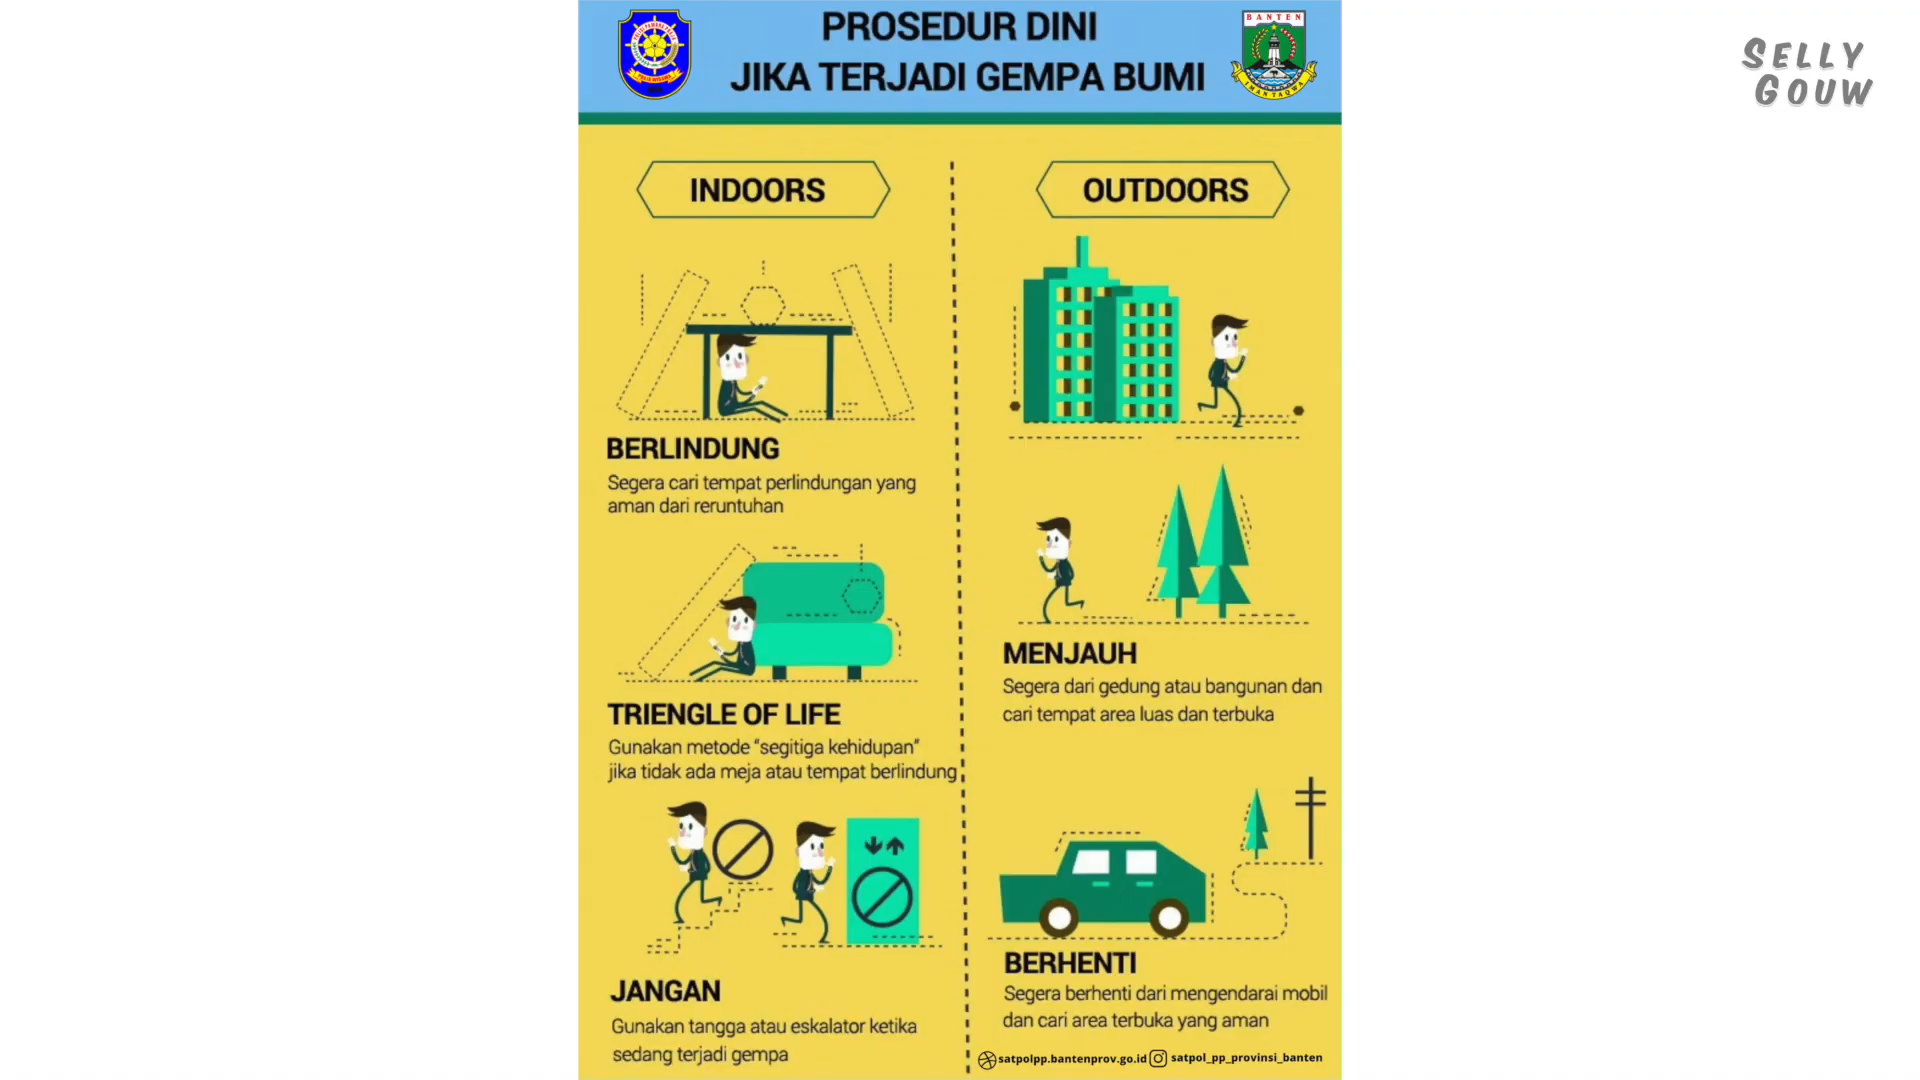 PROSEDUR DINI
JIKA TERJADI GEMPA BUMI
BANTEN
IMAN TAQWA
SELLY
GOUW
INDOORS
BERLINDUNG
Segera cari tempat perlindungan yang
aman dari reruntuhan
TRIENGLE OF LIFE
Gunakan metode “segitiga kehidupan”
jika tidak ada meja atau tempat berlindung
JANGAN
Gunakan tangga atau eskalator ketika
sedang terjadi gempa
OUTDOORS
MENJAUH
Segera dari gedung atau bangunan dan
cari tempat area luas dan terbuka
BERHENTI
Segera berhenti dari mengendarai mobil
dan cari area terbuka yang aman
satpolpp.bantenprov.go.id satpol_pp_provinsi_banten